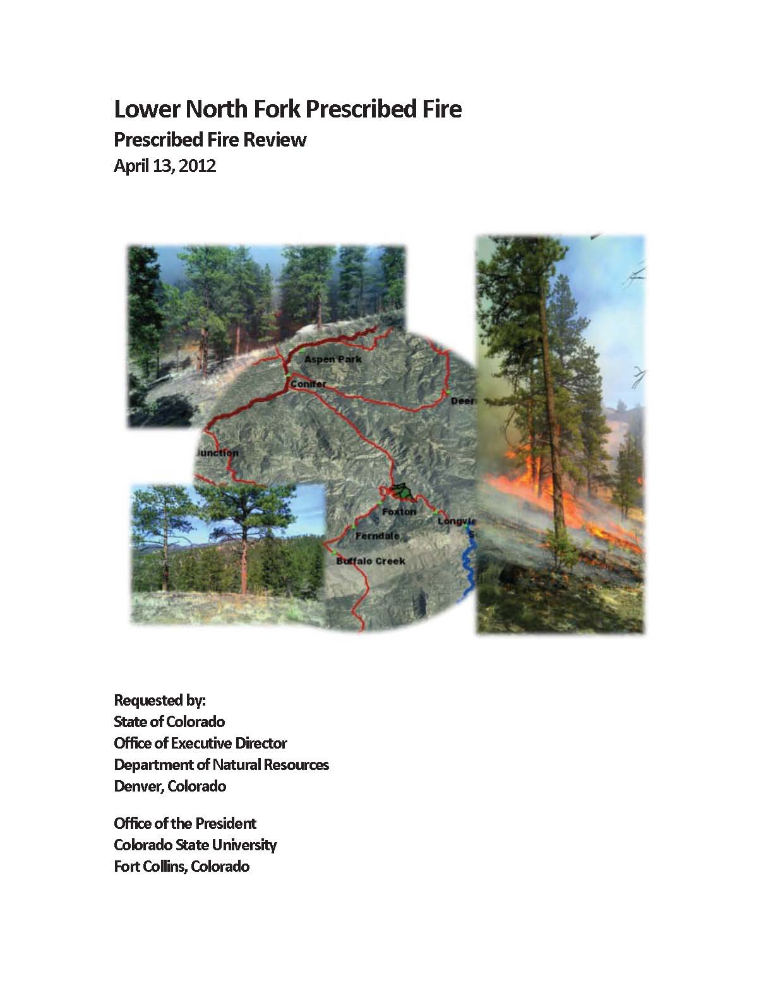 Lower North Fork Prescribed Fire
Prescribed Fire Review
April 13, 2012
Aspen Park
Conifer
Deer
Junction
Foxton
Longvie
S
Ferndale
Buffalo Creek
Requested by:
State of Colorado
Office of Executive Director
Department of Natural Resources
Denver, Colorado
Office of the President
Colorado State University
Fort Collins, Colorado